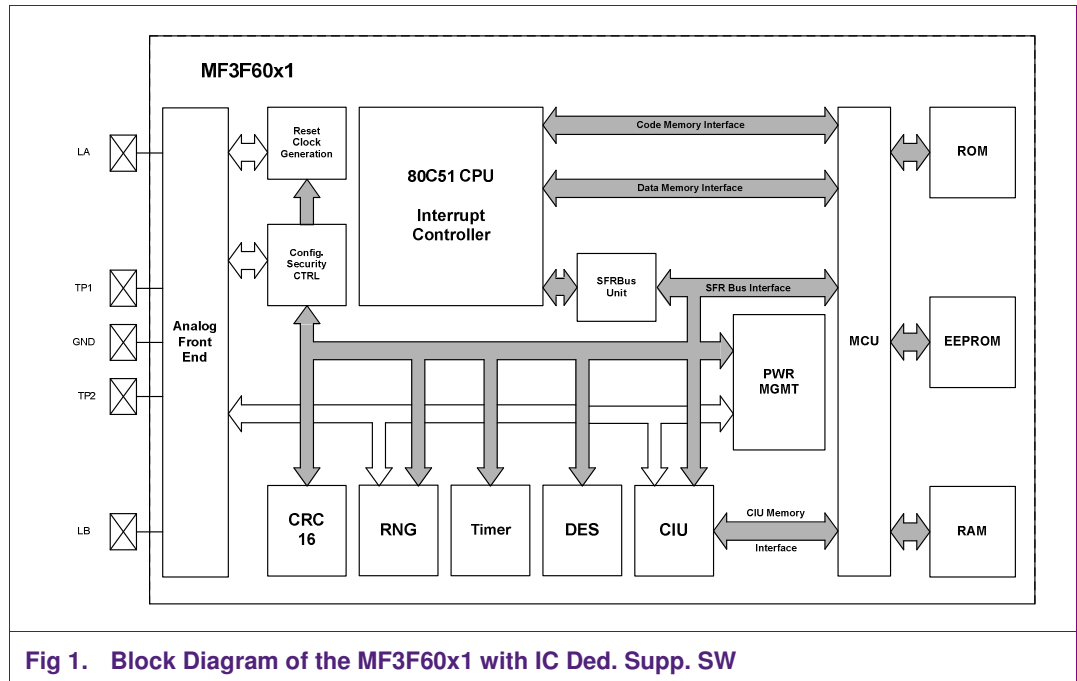 MF3F60x1
LA
TP1
GND
TP2
LB
Analog
Front
End
Reset
Clock
Generation
Config.
Security
CTRL
80C51 CPU
Interrupt
Controller
Code Memory Interface
Data Memory Interface
SFRBus
Unit
SFR Bus Interface
PWR
MGMT
MCU
ROM
EEPROM
RAM
CRC
16
RNG
Timer
DES
CIU
CIU Memory
Interface
Fig 1. Block Diagram of the MF3F60x1 with IC Ded. Supp. SW